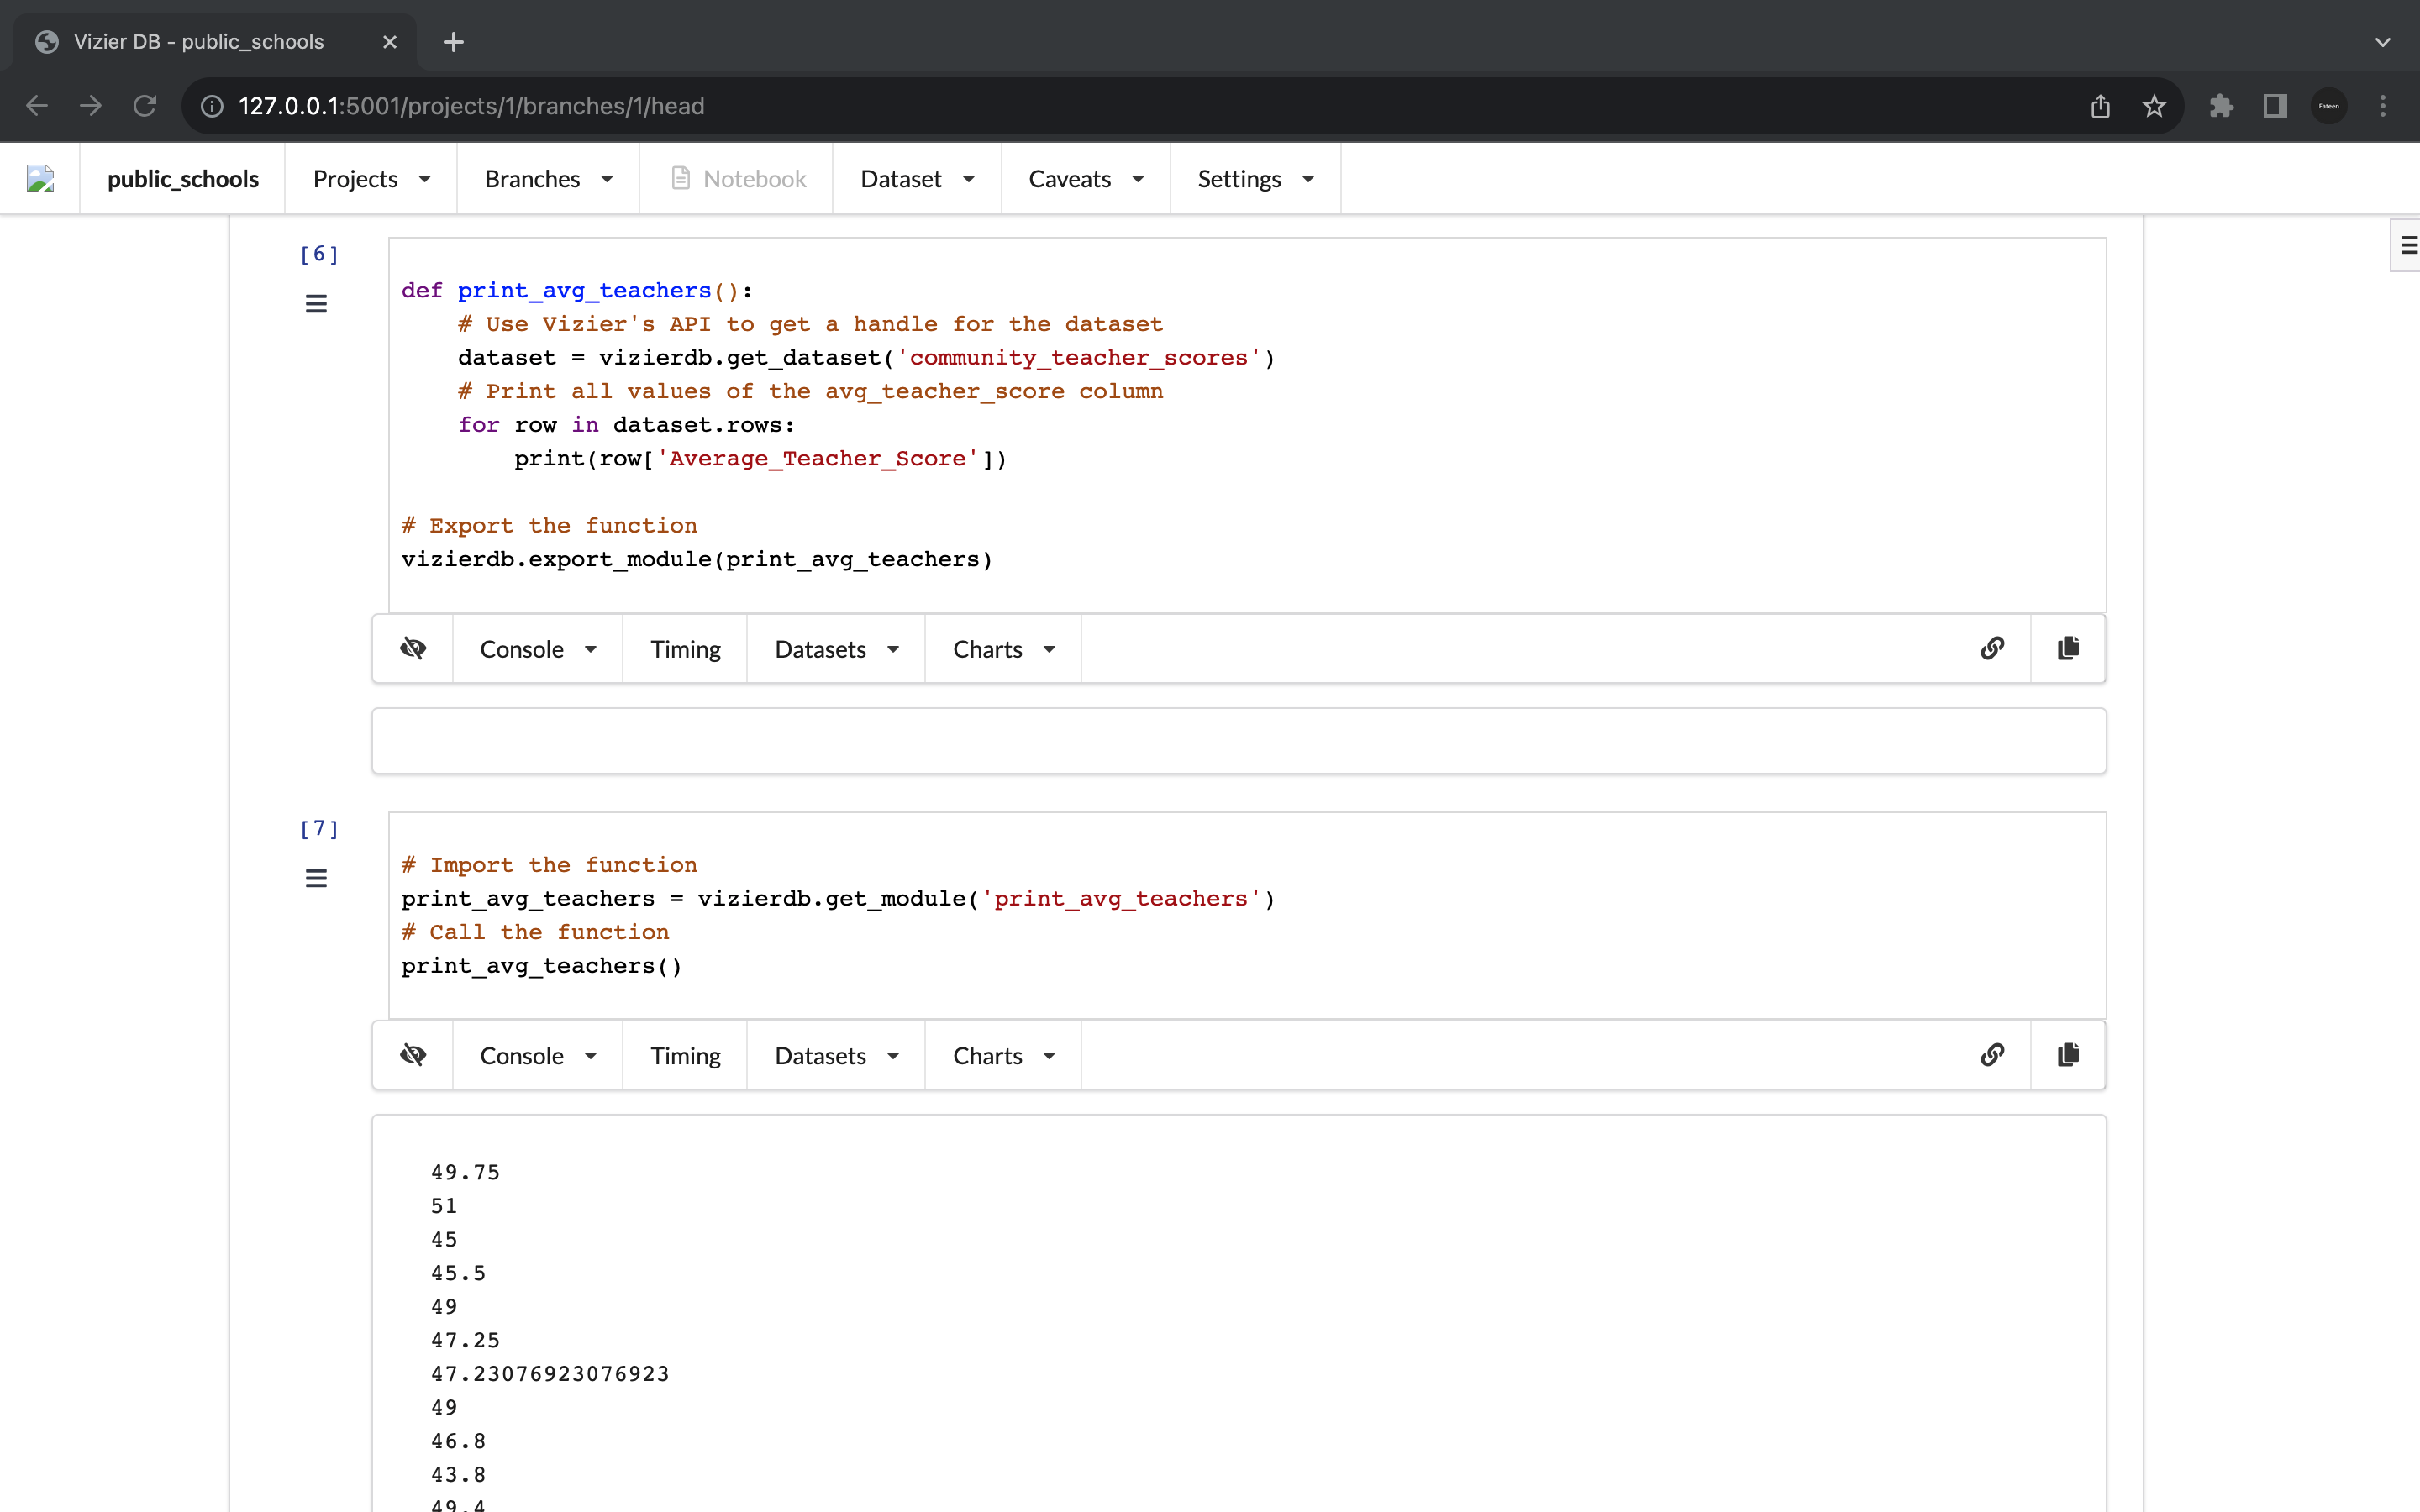 Vizier DB - public_schools
127.0.0.1:5001/projects/1/branches/1/head
Fateen
public_schools Projects Branches Notebook Dataset Caveats Settings
[6]
def print_avg_teachers():
    # Use Vizier's API to get a handle for the dataset
    dataset = vizierdb.get_dataset('community_teacher_scores')
    # Print all values of the avg_teacher_score column
    for row in dataset.rows:
        print(row['Average_Teacher_Score'])
# Export the function
vizierdb.export_module(print_avg_teachers)
Console Timing Datasets Charts
[7]
# Import the function
print_avg_teachers = vizierdb.get_module('print_avg_teachers')
# Call the function
print_avg_teachers()
Console Timing Datasets Charts
49.75
51
45
45.5
49
47.25
47.23076923076923
49
46.8
43.8
49.4